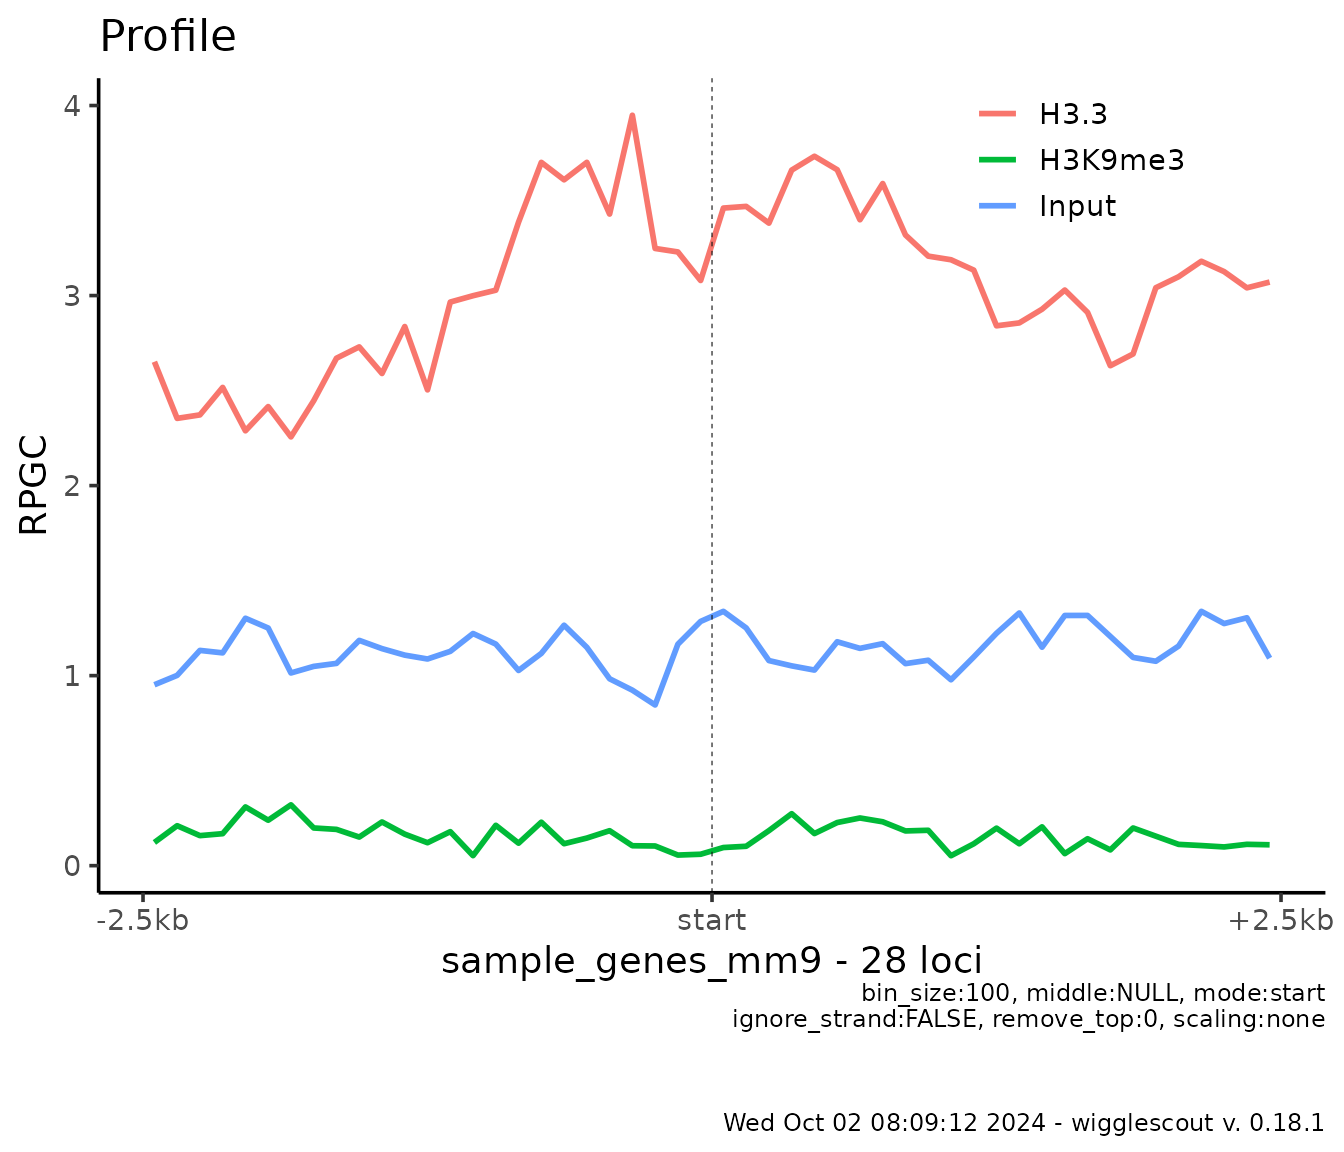 Profile
4
3
2
1
0
RPGC
H3.3
H3K9me3
Input
-2.5kb
start
+2.5kb
sample_genes_mm9 - 28 loci
bin_size:100, middle:NULL, mode:start
ignore_strand:FALSE, remove_top:0, scaling:none
Wed Oct 02 08:09:12 2024 - wigglescout v. 0.18.1